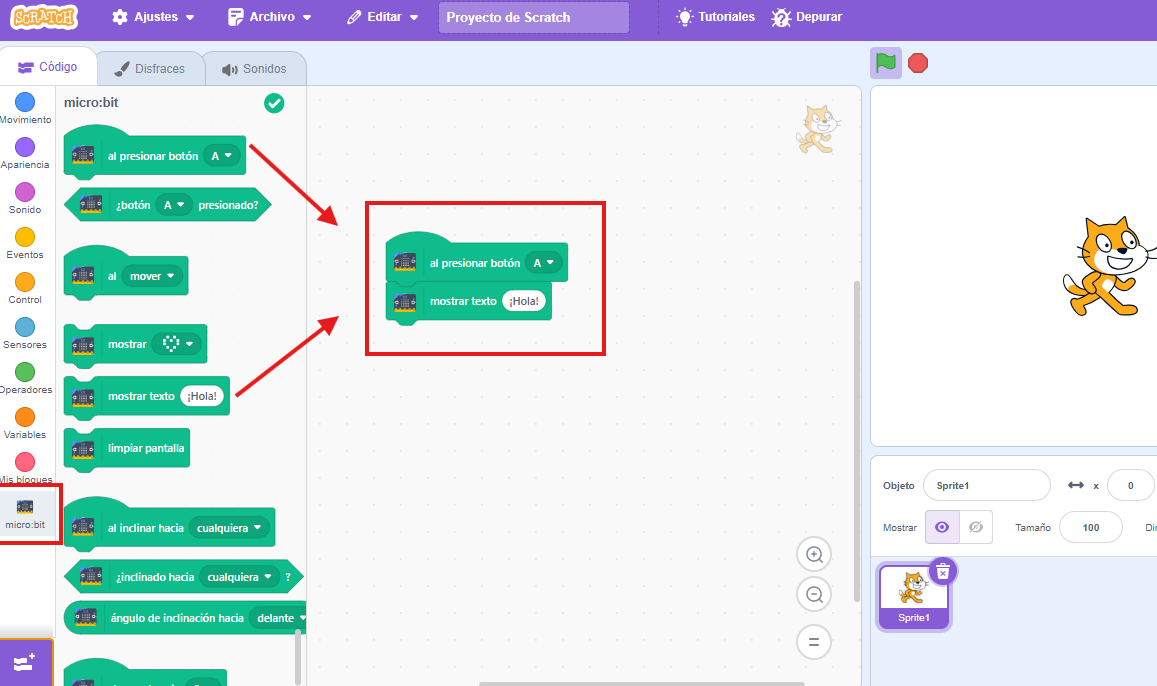 SCRATCH
Ajustes
Archivo
Editar
Proyecto de Scratch
Tutoriales
Depurar
Código
Disfraces
Sonidos
Movimiento
Apariencia
Sonido
Eventos
Control
Sensores
Operadores
Variables
Mis bloques
micro:bit
micro:bit
al presionar botón A
¿botón A presionado?
al mover
mostrar
mostrar texto ¡Hola!
limpiar pantalla
al inclinar hacia cualquiera
¿inclinado hacia cualquiera ?
ángulo de inclinación hacia delante
al presionar botón A
mostrar texto ¡Hola!
Objeto Sprite1 x 0
Mostrar Tamaño 100
Sprite1